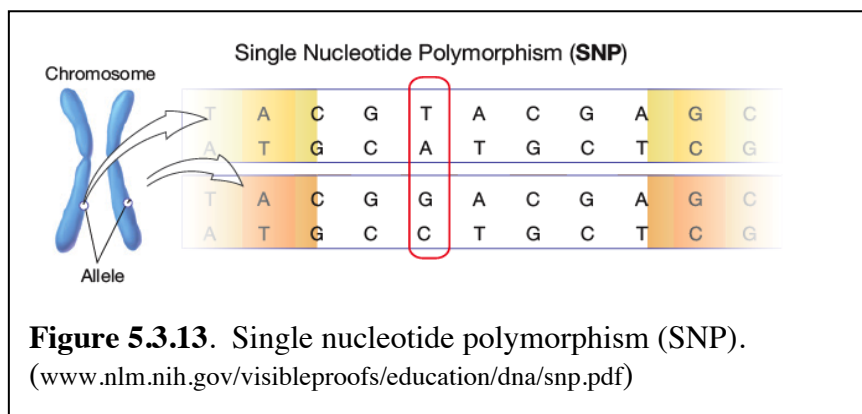 Single Nucleotide Polymorphism (SNP)
Chromosome
T A C G T A C G A G C
A T G C A T G C T C G
T A C G G A C G A G C
A T G C C T G C T C G
Allele
Figure 5.3.13. Single nucleotide polymorphism (SNP).
(www.nlm.nih.gov/visibleproofs/education/dna/snp.pdf)